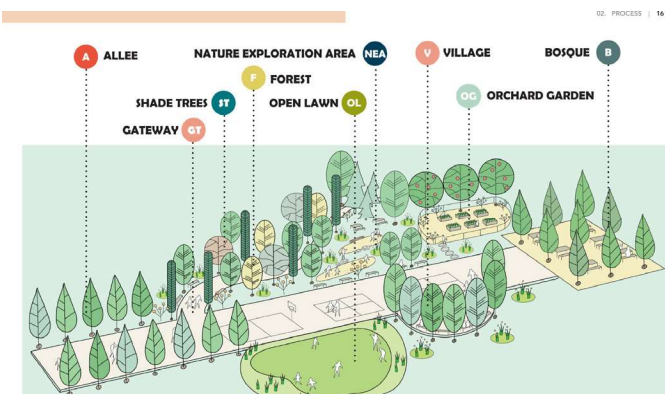 02. PROCESS | 16
A ALLEE
NATURE EXPLORATION AREA NEA
V VILLAGE
BOSQUE B
F FOREST
SHADE TREES ST
OPEN LAWN OL
OG ORCHARD GARDEN
GATEWAY GT